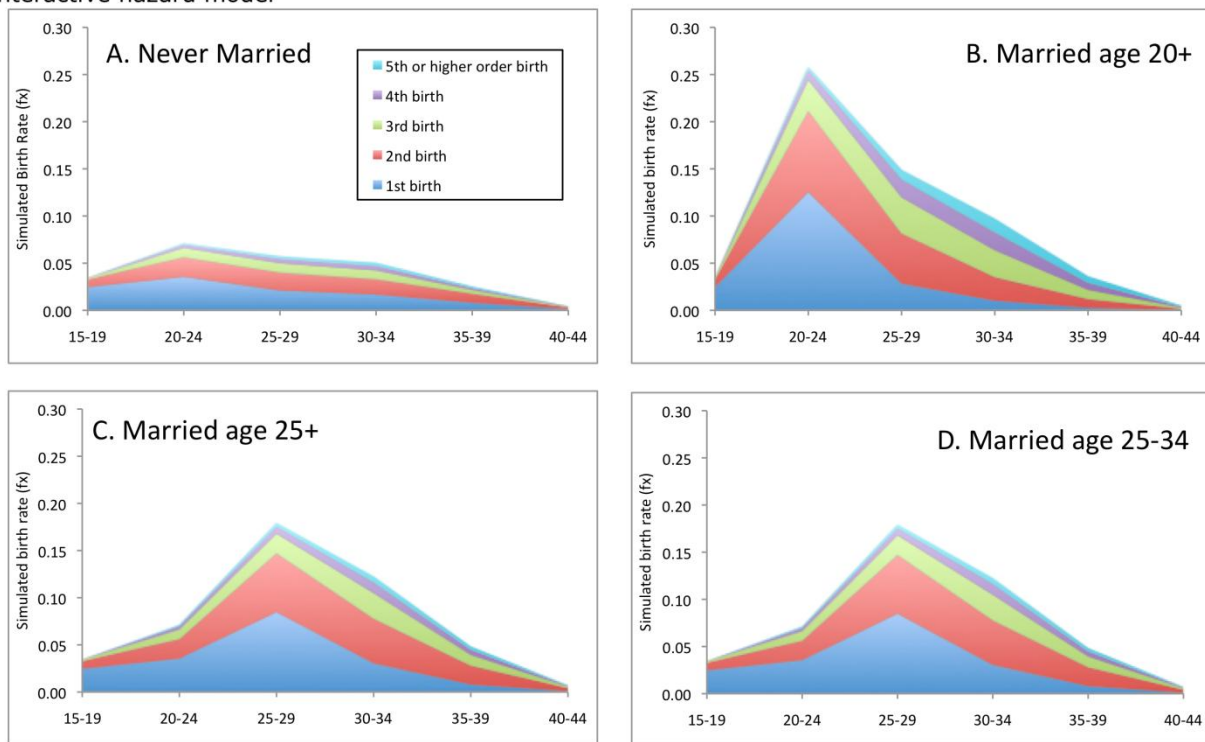 interactive hazard model
A. Never Married
Simulated Birth Rate (fx)
0.30
0.25
0.20
0.15
0.10
0.05
0.00
5th or higher order birth
4th birth
3rd birth
2nd birth
1st birth
15-19 20-24 25-29 30-34 35-39 40-44
B. Married age 20+
Simulated birth rate (fx)
0.30
0.25
0.20
0.15
0.10
0.05
0.00
15-19 20-24 25-29 30-34 35-39 40-44
C. Married age 25+
Simulated birth rate (fx)
0.30
0.25
0.20
0.15
0.10
0.05
0.00
15-19 20-24 25-29 30-34 35-39 40-44
D. Married age 25-34
Simulated birth rate (fx)
0.30
0.25
0.20
0.15
0.10
0.05
0.00
15-19 20-24 25-29 30-34 35-39 40-44